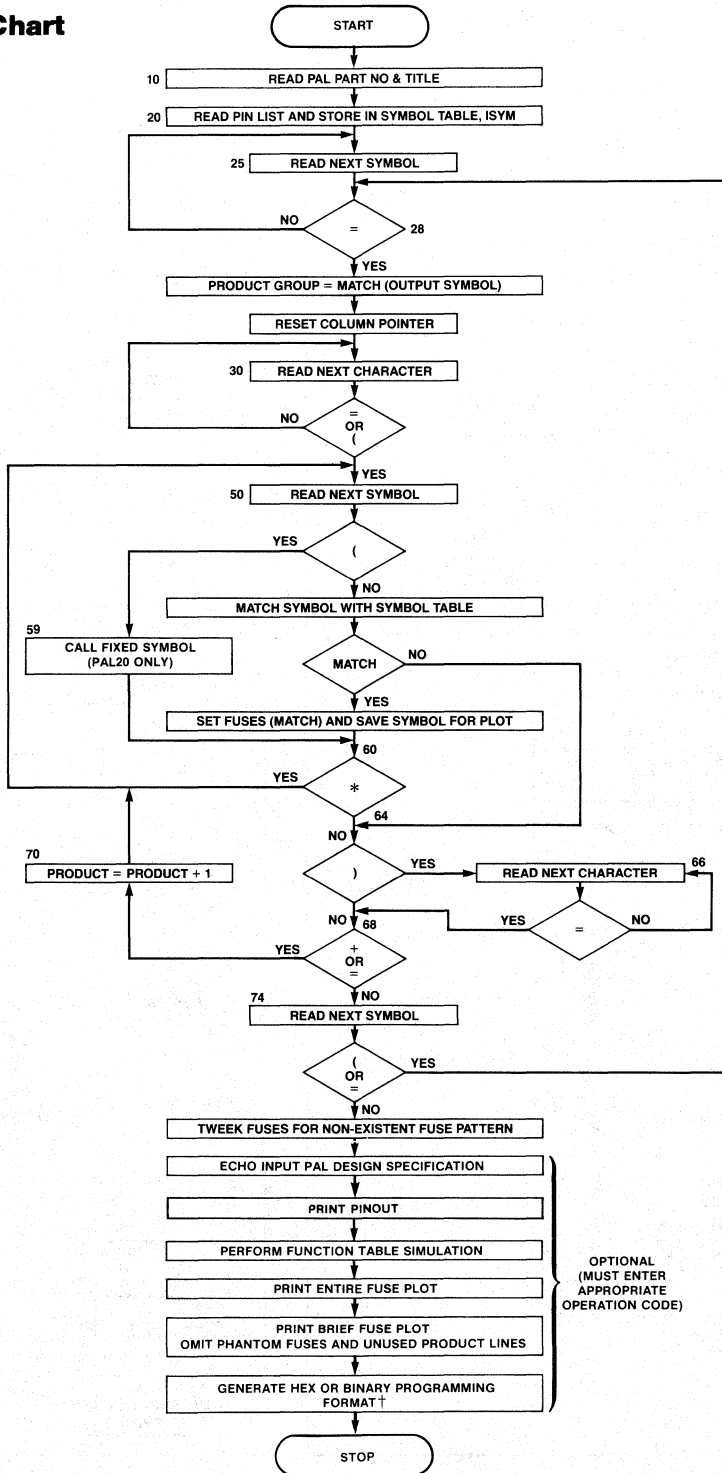 Chart
START
10 READ PAL PART NO & TITLE
20 READ PIN LIST AND STORE IN SYMBOL TABLE, ISYM
25 READ NEXT SYMBOL
NO = 28
YES
PRODUCT GROUP = MATCH (OUTPUT SYMBOL)
RESET COLUMN POINTER
30 READ NEXT CHARACTER
=
NO OR
(
YES
50 READ NEXT SYMBOL
YES (
NO
MATCH SYMBOL WITH SYMBOL TABLE
59
CALL FIXED SYMBOL
(PAL20 ONLY)
MATCH NO
YES
SET FUSES (MATCH) AND SAVE SYMBOL FOR PLOT
60
YES *
64
NO
70
PRODUCT = PRODUCT + 1
) YES
READ NEXT CHARACTER 66
YES = NO
NO 68
+
YES OR
=
NO
74
READ NEXT SYMBOL
( YES
OR
=
NO
TWEEK FUSES FOR NON-EXISTENT FUSE PATTERN
ECHO INPUT PAL DESIGN SPECIFICATION
PRINT PINOUT
PERFORM FUNCTION TABLE SIMULATION
PRINT ENTIRE FUSE PLOT
PRINT BRIEF FUSE PLOT
OMIT PHANTOM FUSES AND UNUSED PRODUCT LINES
GENERATE HEX OR BINARY PROGRAMMING
FORMAT†
OPTIONAL
(MUST ENTER
APPROPRIATE
OPERATION CODE)
STOP